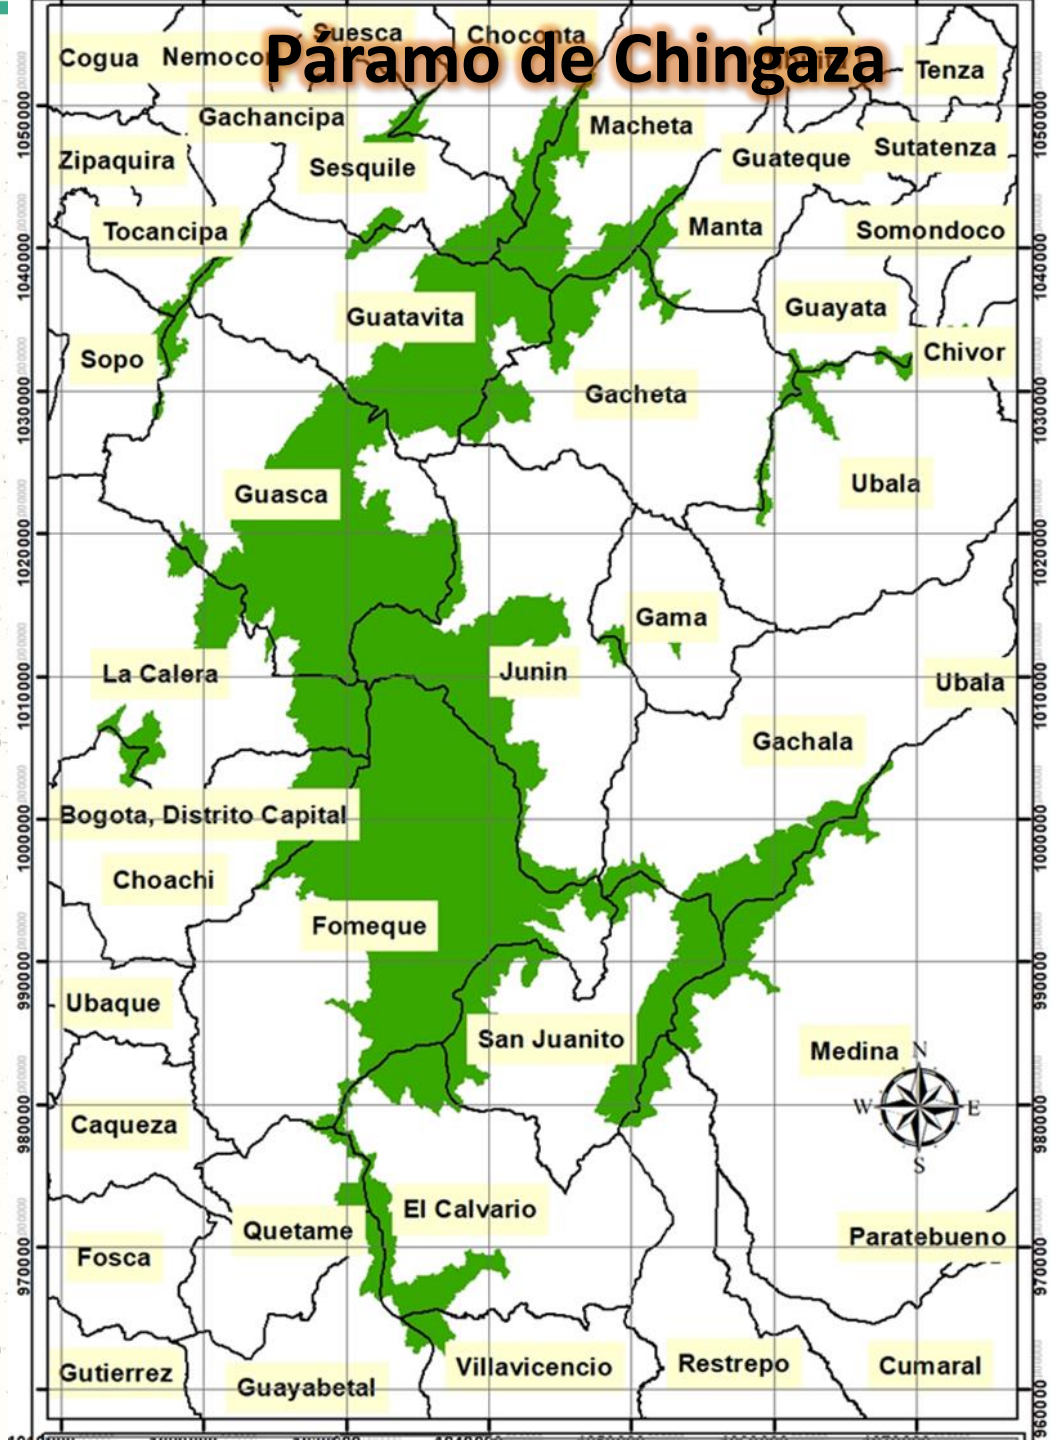 Páramo de Chingaza
Suesca
Choconta
Cogua
Nemocon
Tenza
Gachancipa
Macheta
Zipaquira
Sesquile
Guateque
Sutatenza
Tocancipa
Manta
Somondoco
Guatavita
Guayata
Sopo
Chivor
Gacheta
Guasca
Ubala
Gama
La Calera
Junin
Ubala
Gachala
Bogota, Distrito Capital
Choachi
Fomeque
Ubaque
San Juanito
Medina
N
W
E
S
Caqueza
El Calvario
Quetame
Paratebueno
Fosca
Gutierrez
Guayabetal
Villavicencio
Restrepo
Cumaral
1050000
1040000
1030000
1020000
1010000
1000000
990000
980000
970000
1050000
1040000
1030000
1020000
1010000
1000000
990000
980000
970000
960000